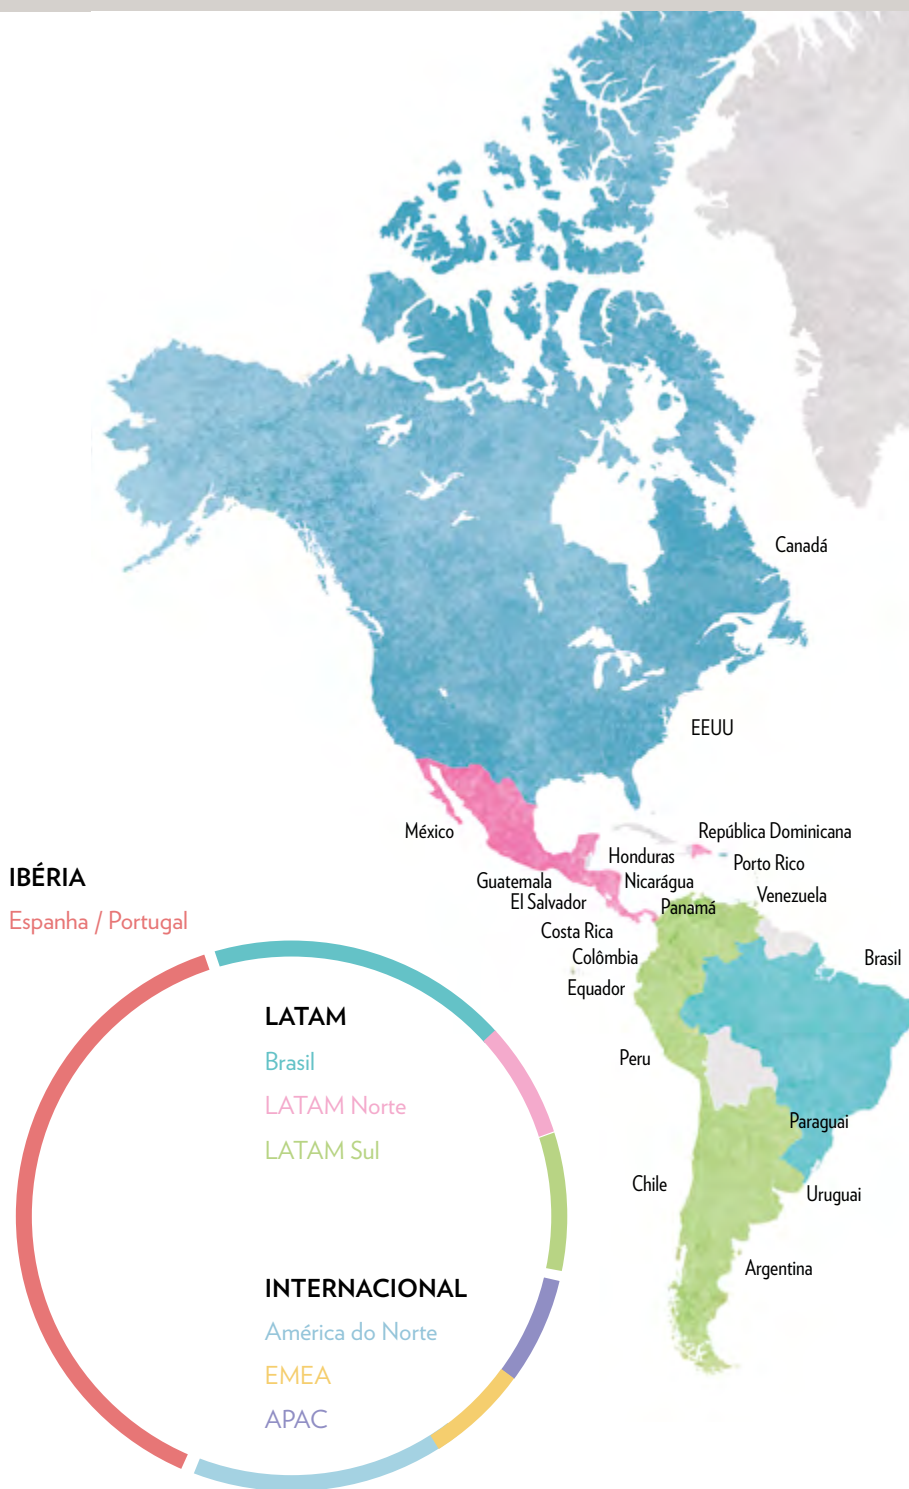 Canadá
EEUU
México
República Dominicana
Honduras
Porto Rico
Guatemala
Nicarágua
El Salvador
Venezuela
Panamá
Costa Rica
Colômbia
Brasil
Equador
Peru
Paraguai
Chile
Uruguai
Argentina
IBÉRIA
Espanha / Portugal
LATAM
Brasil
LATAM Norte
LATAM Sul
INTERNACIONAL
América do Norte
EMEA
APAC